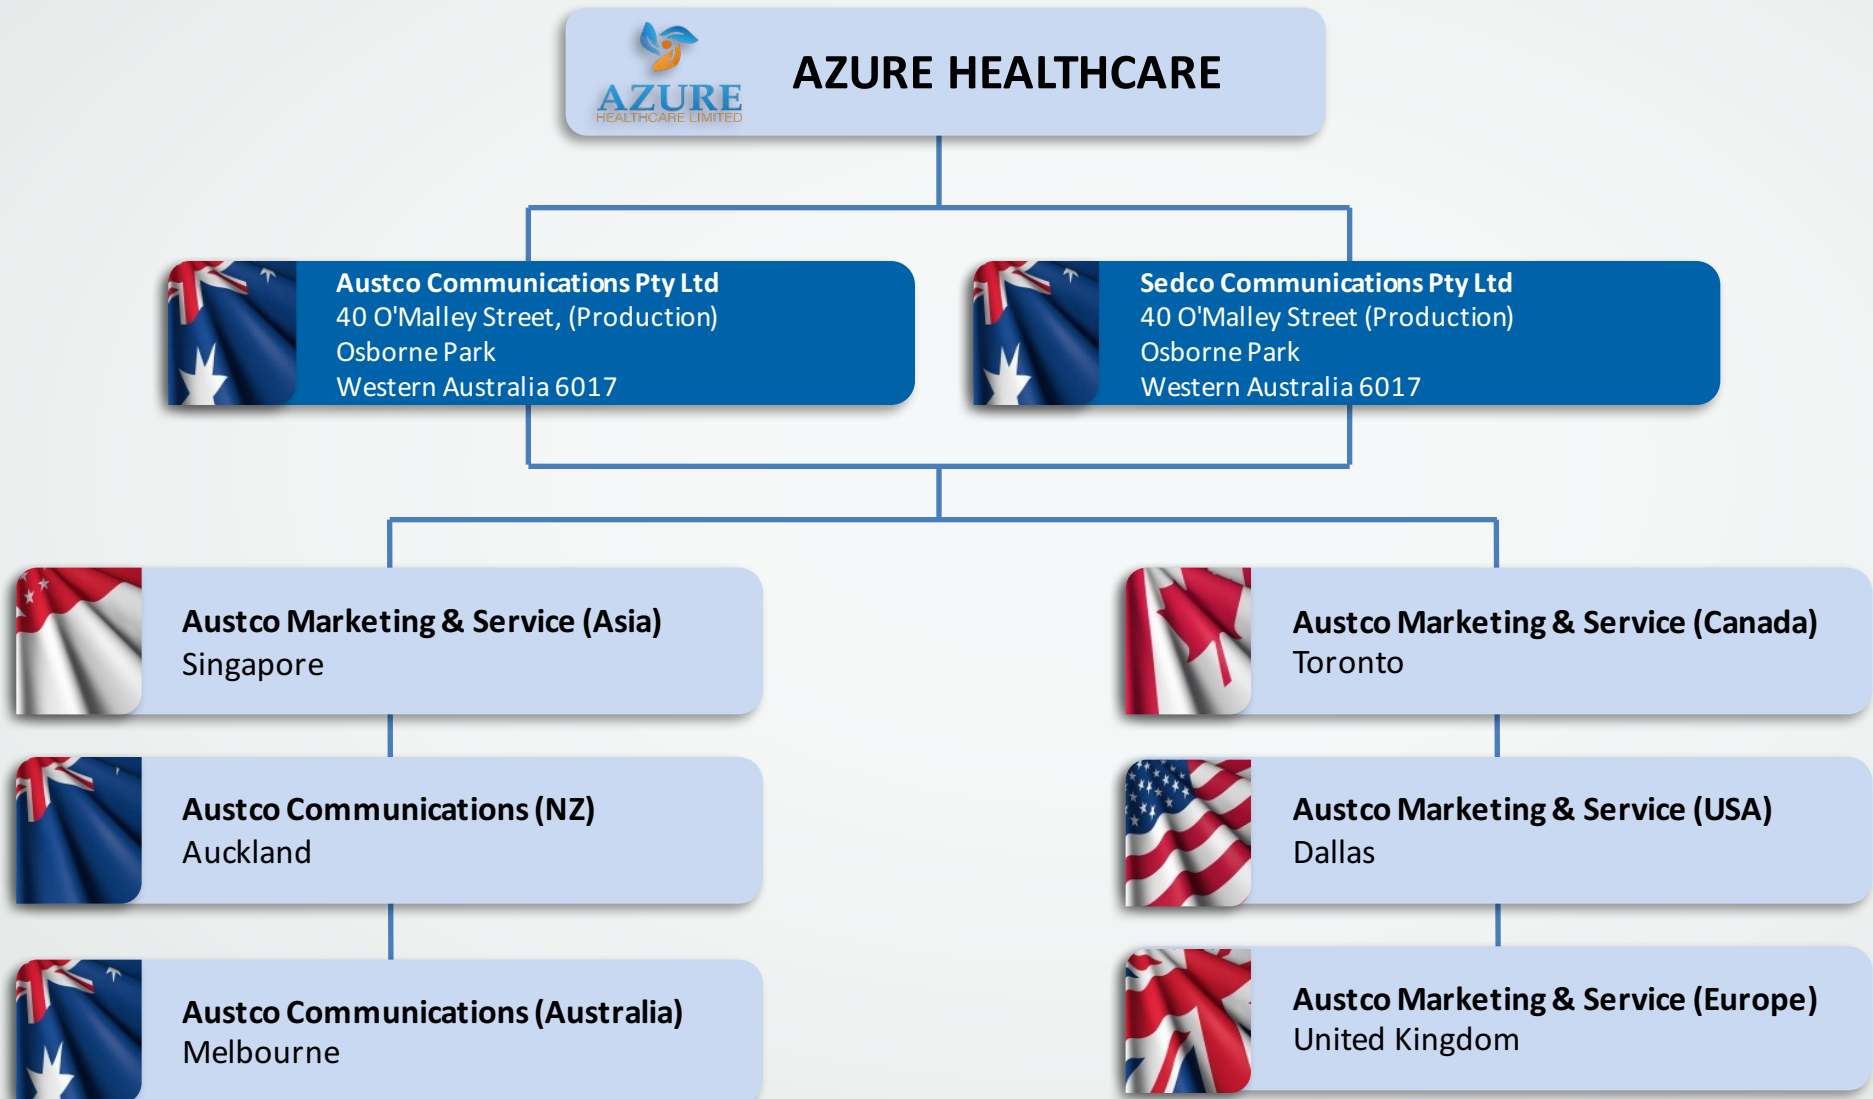 AZURE
HEALTHCARE LIMITED
AZURE HEALTHCARE
Austco Communications Pty Ltd
40 O'Malley Street, (Production)
Osborne Park
Western Australia 6017
Sedco Communications Pty Ltd
40 O'Malley Street (Production)
Osborne Park
Western Australia 6017
Austco Marketing & Service (Asia)
Singapore
Austco Communications (NZ)
Auckland
Austco Communications (Australia)
Melbourne
Austco Marketing & Service (Canada)
Toronto
Austco Marketing & Service (USA)
Dallas
Austco Marketing & Service (Europe)
United Kingdom